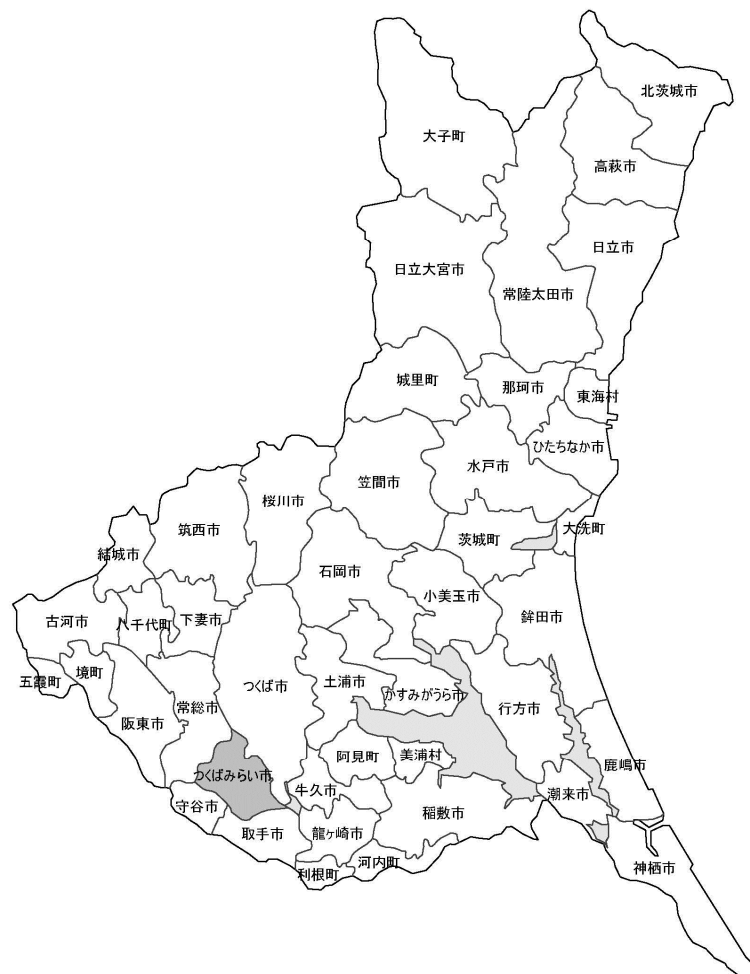 北茨城市
大子町
高萩市
日立市
日立大宮市
常陸太田市
城里町
那珂市
東海村
ひたちなか市
水戸市
笠間市
桜川市
筑西市
大洗町
茨城町
結城市
石岡市
小美玉市
鉾田市
古河市
八千代町
下妻市
つくば市
土浦市
かすみがうら市
境町
五霞町
常総市
行方市
阪東市
阿見町
美浦村
鹿嶋市
つくばみらい市
牛久市
潮来市
守谷市
稲敷市
取手市
龍ヶ崎市
河内町
利根町
神栖市